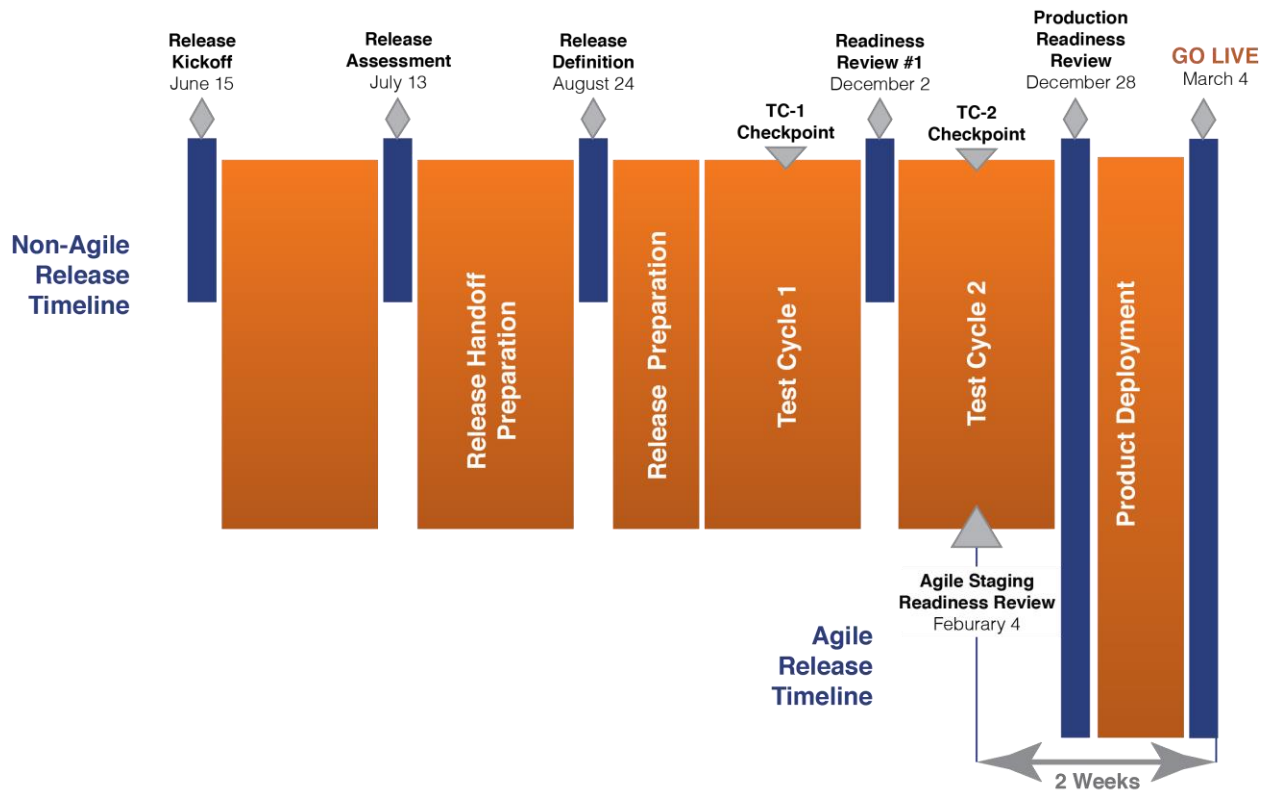 Release
Kickoff
June 15
Release
Assessment
July 13
Release
Definition
August 24
Readiness
Review #1
December 2
Production
Readiness
Review
December 28
GO LIVE
March 4
TC-1
Checkpoint
TC-2
Checkpoint
Non-Agile
Release
Timeline
Release Handoff
Preparation
Release Preparation
Test Cycle 1
Test Cycle 2
Product Deployment
Agile Staging
Readiness Review
Feburary 4
Agile
Release
Timeline
2 Weeks